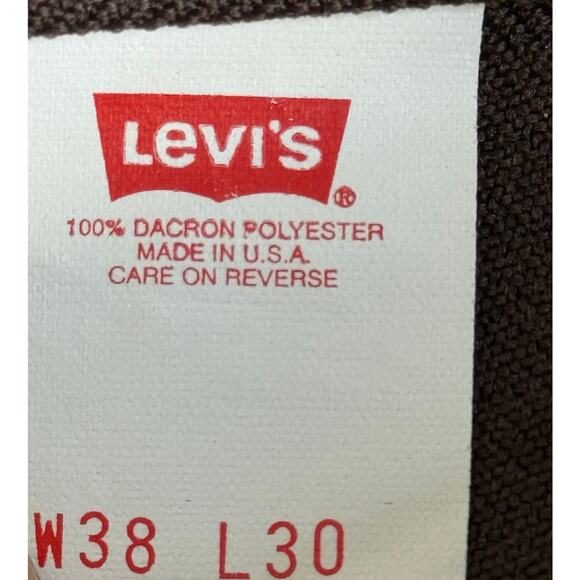 Levi's ®
100% DACRON POLYESTER
MADE IN U.S.A.
CARE ON REVERSE
W38 L30